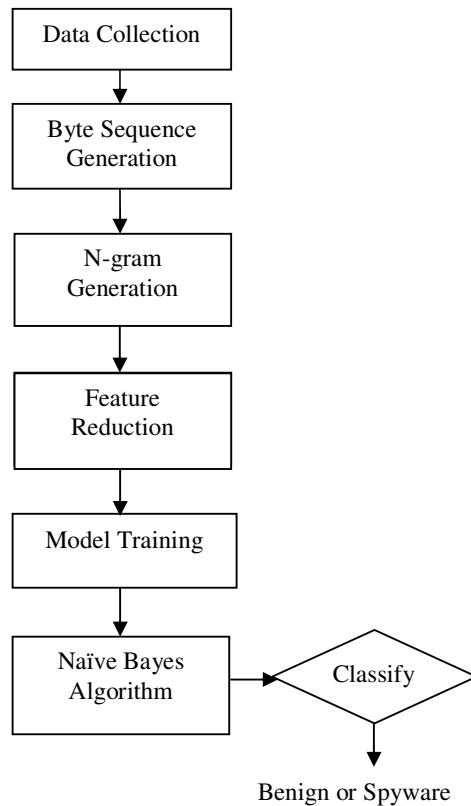 Data Collection
Byte Sequence
Generation
N-gram
Generation
Feature
Reduction
Model Training
Naïve Bayes
Algorithm
Classify
Benign or Spyware